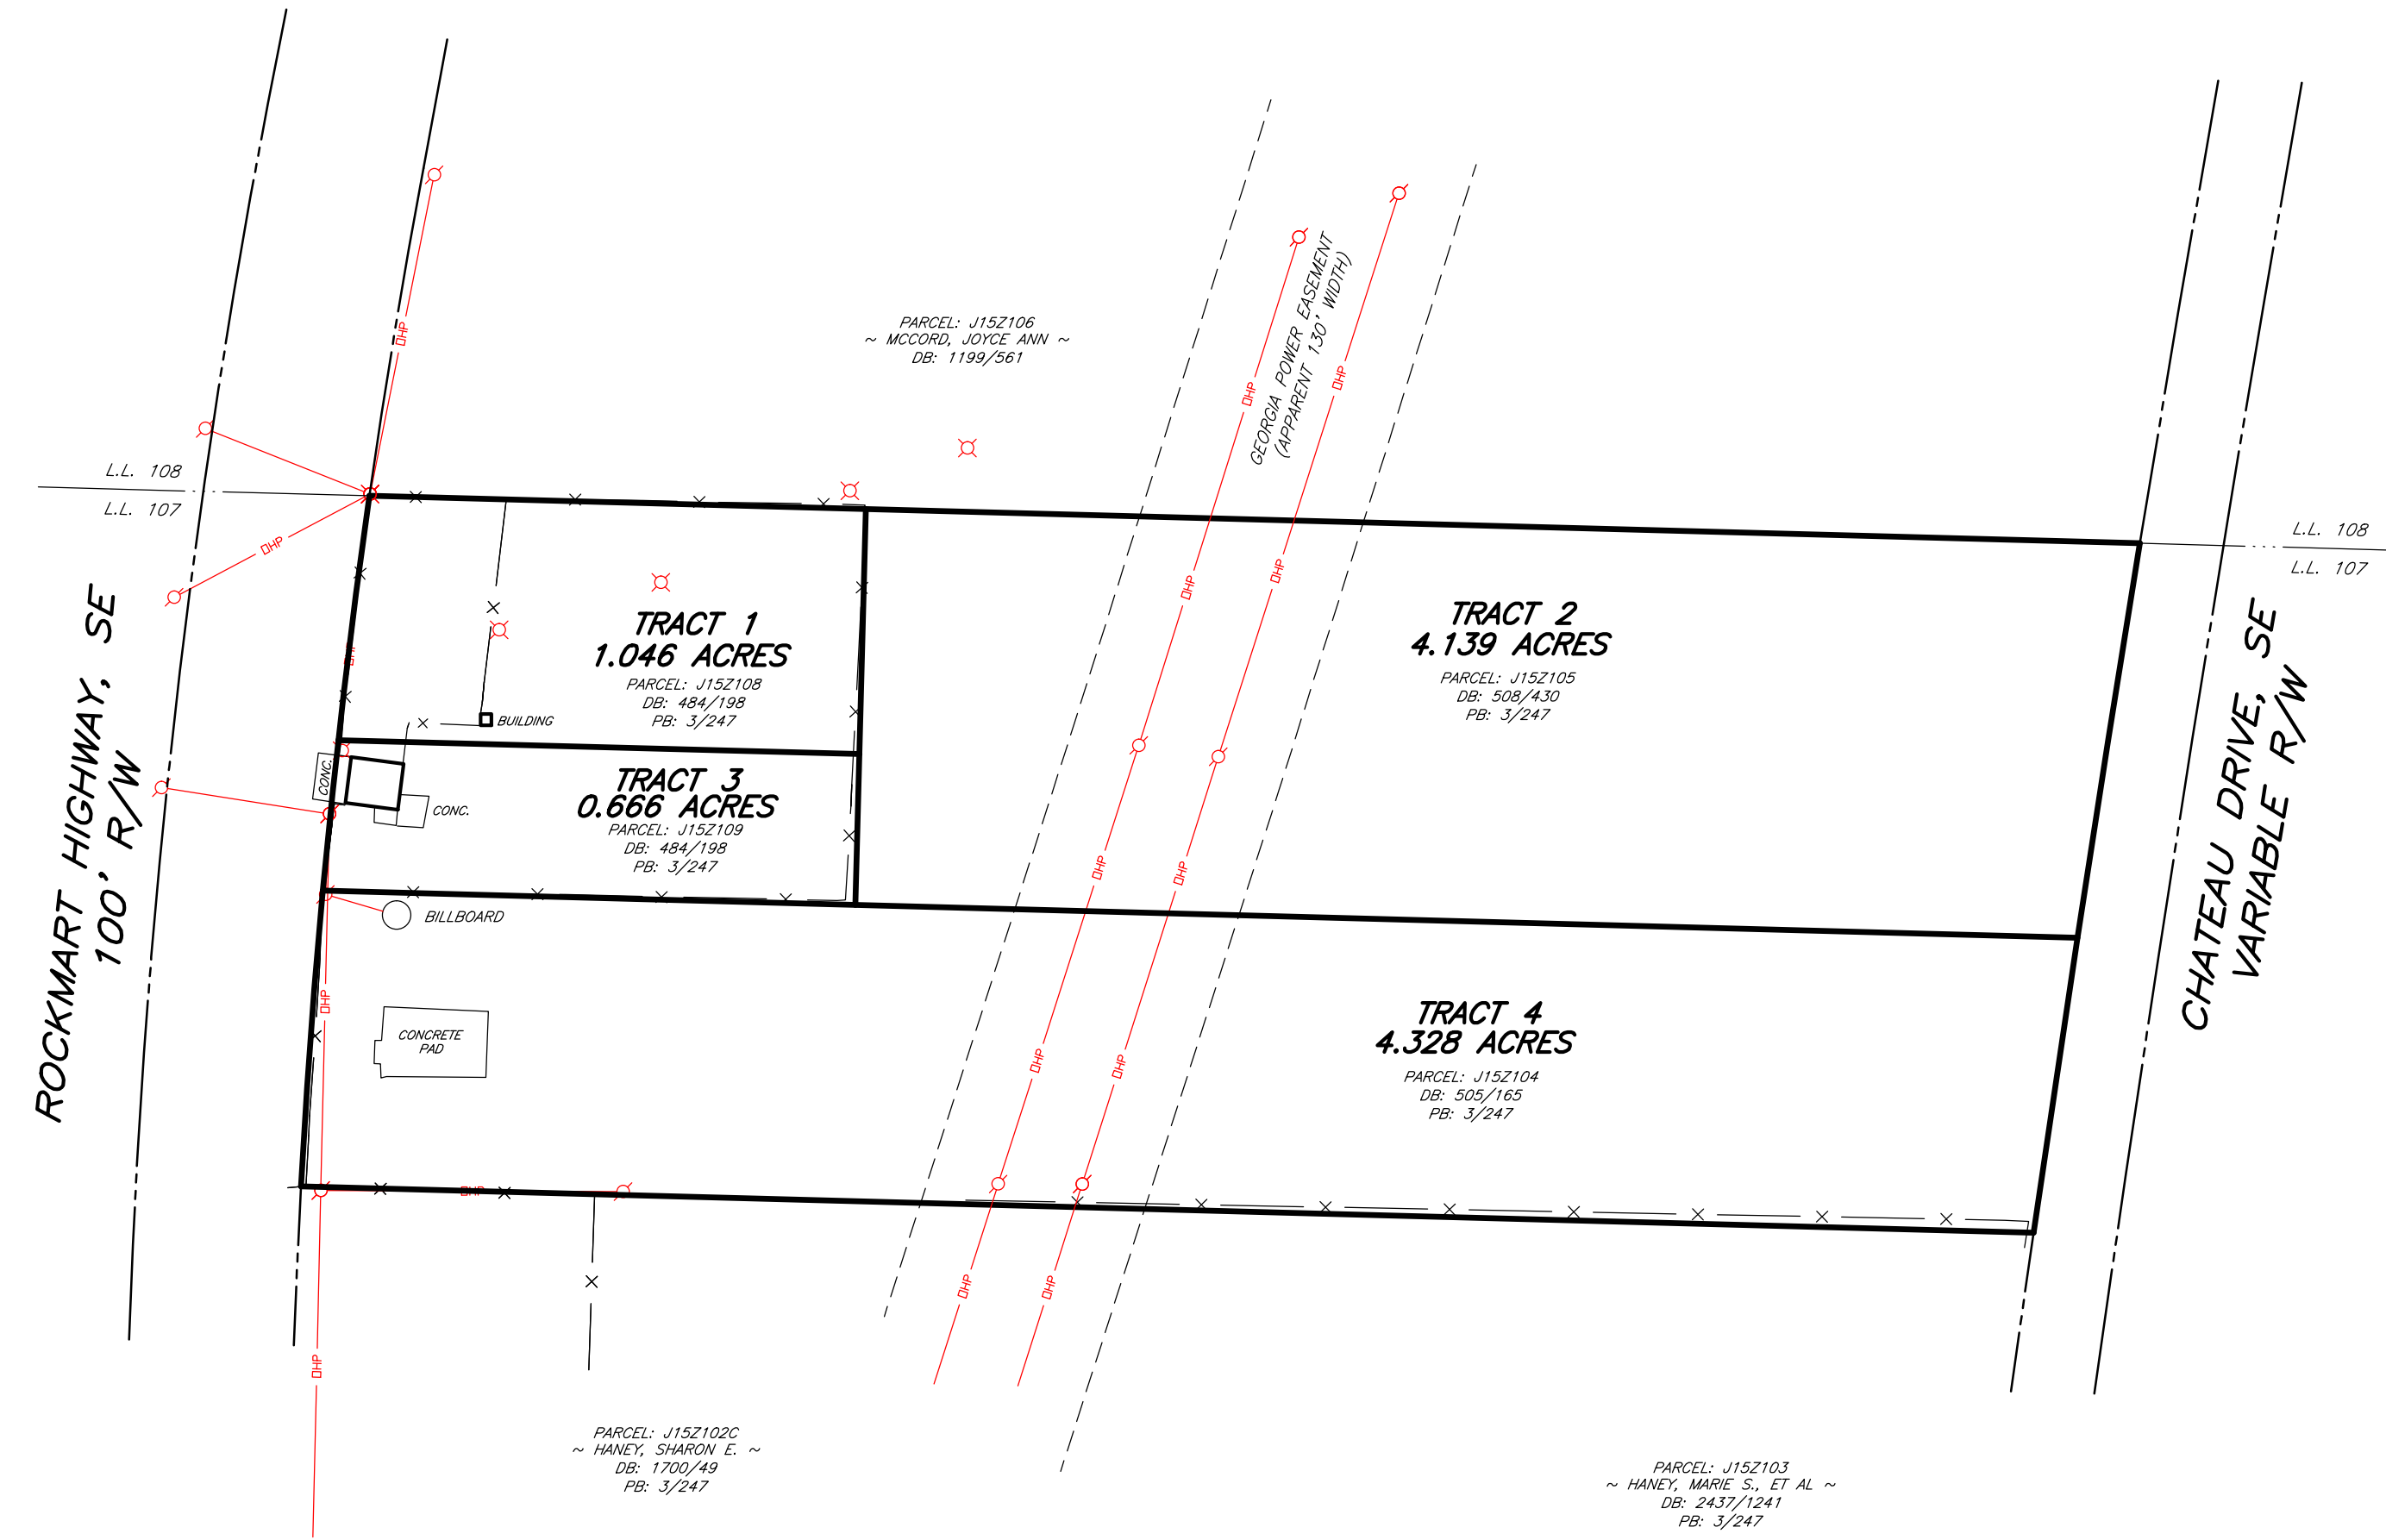 GEORGIA POWER EASEMENT
(APPARENT 130' WIDTH)
PARCEL: J15Z106
~ MCCORD, JOYCE ANN ~
DB: 1199/561
OHP
OHP
OHP
L.L. 108
L.L. 107
L.L. 108
L.L. 107
OHP
OHP
OHP
OHP
ROCKMART HIGHWAY, SE
100' R/W
TRACT 1
1.046 ACRES
PARCEL: J15Z108
DB: 484/198
PB: 3/247
BUILDING
TRACT 2
4.139 ACRES
PARCEL: J15Z105
DB: 508/430
PB: 3/247
CHATEAU DRIVE, SE
VARIABLE R/W
CONC.
CONC.
TRACT 3
0.666 ACRES
PARCEL: J15Z109
DB: 484/198
PB: 3/247
OHP
OHP
BILLBOARD
OHP
CONCRETE
PAD
OHP
OHP
TRACT 4
4.328 ACRES
PARCEL: J15Z104
DB: 505/165
PB: 3/247
OHP
OHP
OHP
OHP
PARCEL: J15Z102C
~ HANEY, SHARON E. ~
DB: 1700/49
PB: 3/247
PARCEL: J15Z103
~ HANEY, MARIE S., ET AL ~
DB: 2437/1241
PB: 3/247